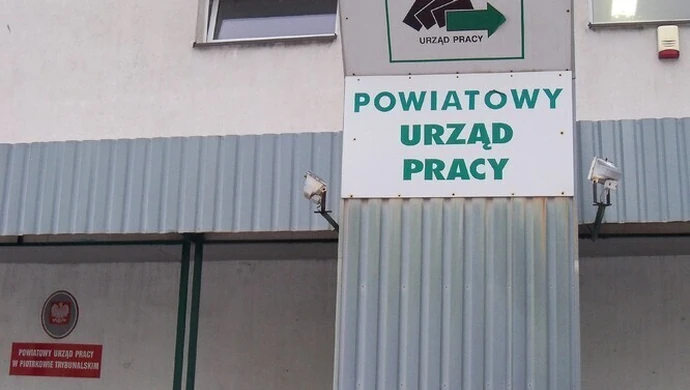 URZĄD PRACY
POWIATOWY
URZĄD
PRACY
POWIATOWY URZĄD PRACY
W PIOTRKOWIE TRYBUNALSKIM